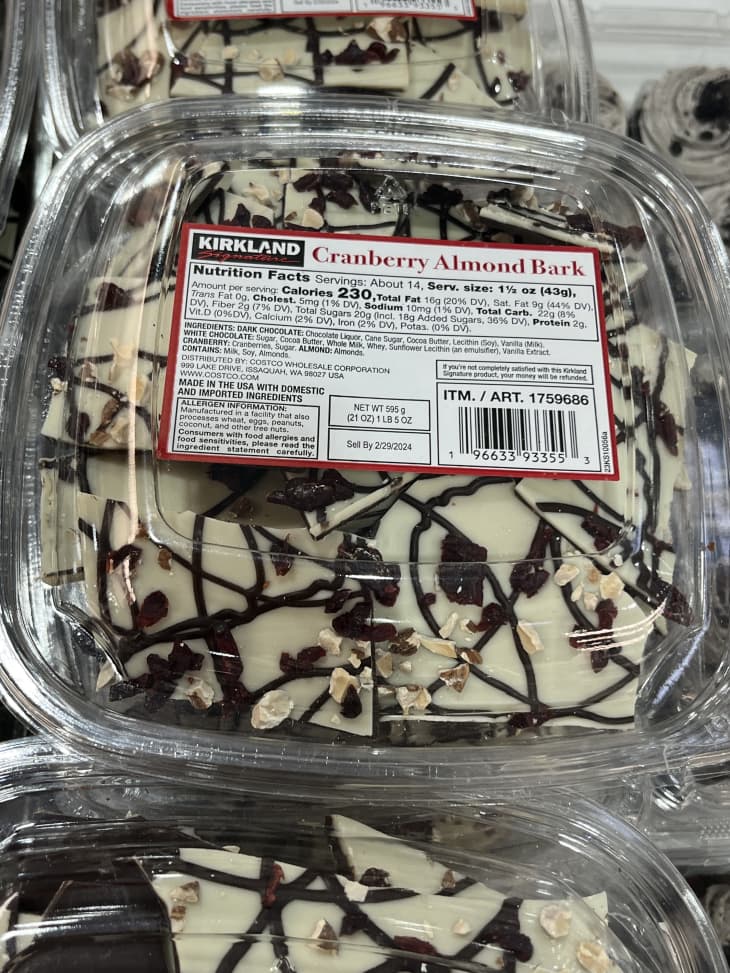 KIRKLAND
Signature
Cranberry Almond Bark
Nutrition Facts Servings: About 14, Serv. size: 1½ oz (43g),
Amount per serving: Calories 230, Total Fat 16g (20% DV), Sat. Fat 9g (44% DV),
Trans Fat 0g, Cholest. 5mg (1% DV), Sodium 10mg (1% DV), Total Carb. 22g (8%
DV), Fiber 2g (7% DV), Total Sugars 20g (Incl. 18g Added Sugars, 36% DV), Protein 2g,
Vit.D (0%DV), Calcium (2% DV), Iron (2% DV), Potas. (0% DV).
INGREDIENTS: DARK CHOCOLATE: Chocolate Liquor, Cane Sugar, Cocoa Butter, Lecithin (Soy), Vanilla (Milk).
WHITE CHOCOLATE: Sugar, Cocoa Butter, Whole Milk, Whey, Sunflower Lecithin (an emulsifier), Vanilla Extract.
CRANBERRY: Cranberries, Sugar. ALMOND: Almonds.
CONTAINS: Milk, Soy, Almonds.
DISTRIBUTED BY: COSTCO WHOLESALE CORPORATION
999 LAKE DRIVE, ISSAQUAH, WA 98027 USA
WWW.COSTCO.COM
MADE IN THE USA WITH DOMESTIC
AND IMPORTED INGREDIENTS
ALLERGEN INFORMATION:
Manufactured in a facility that also
processes wheat, eggs, peanuts,
coconut, and other tree nuts.
Consumers with food allergies and
food sensitivities, please read the
ingredient statement carefully.
NET WT 595 g
(21 OZ) 1 LB 5 OZ
Sell By 2/29/2024
If you're not completely satisfied with this Kirkland
Signature product, your money will be refunded.
ITM. / ART. 1759686
1 96633 93355 3
23KS10056a